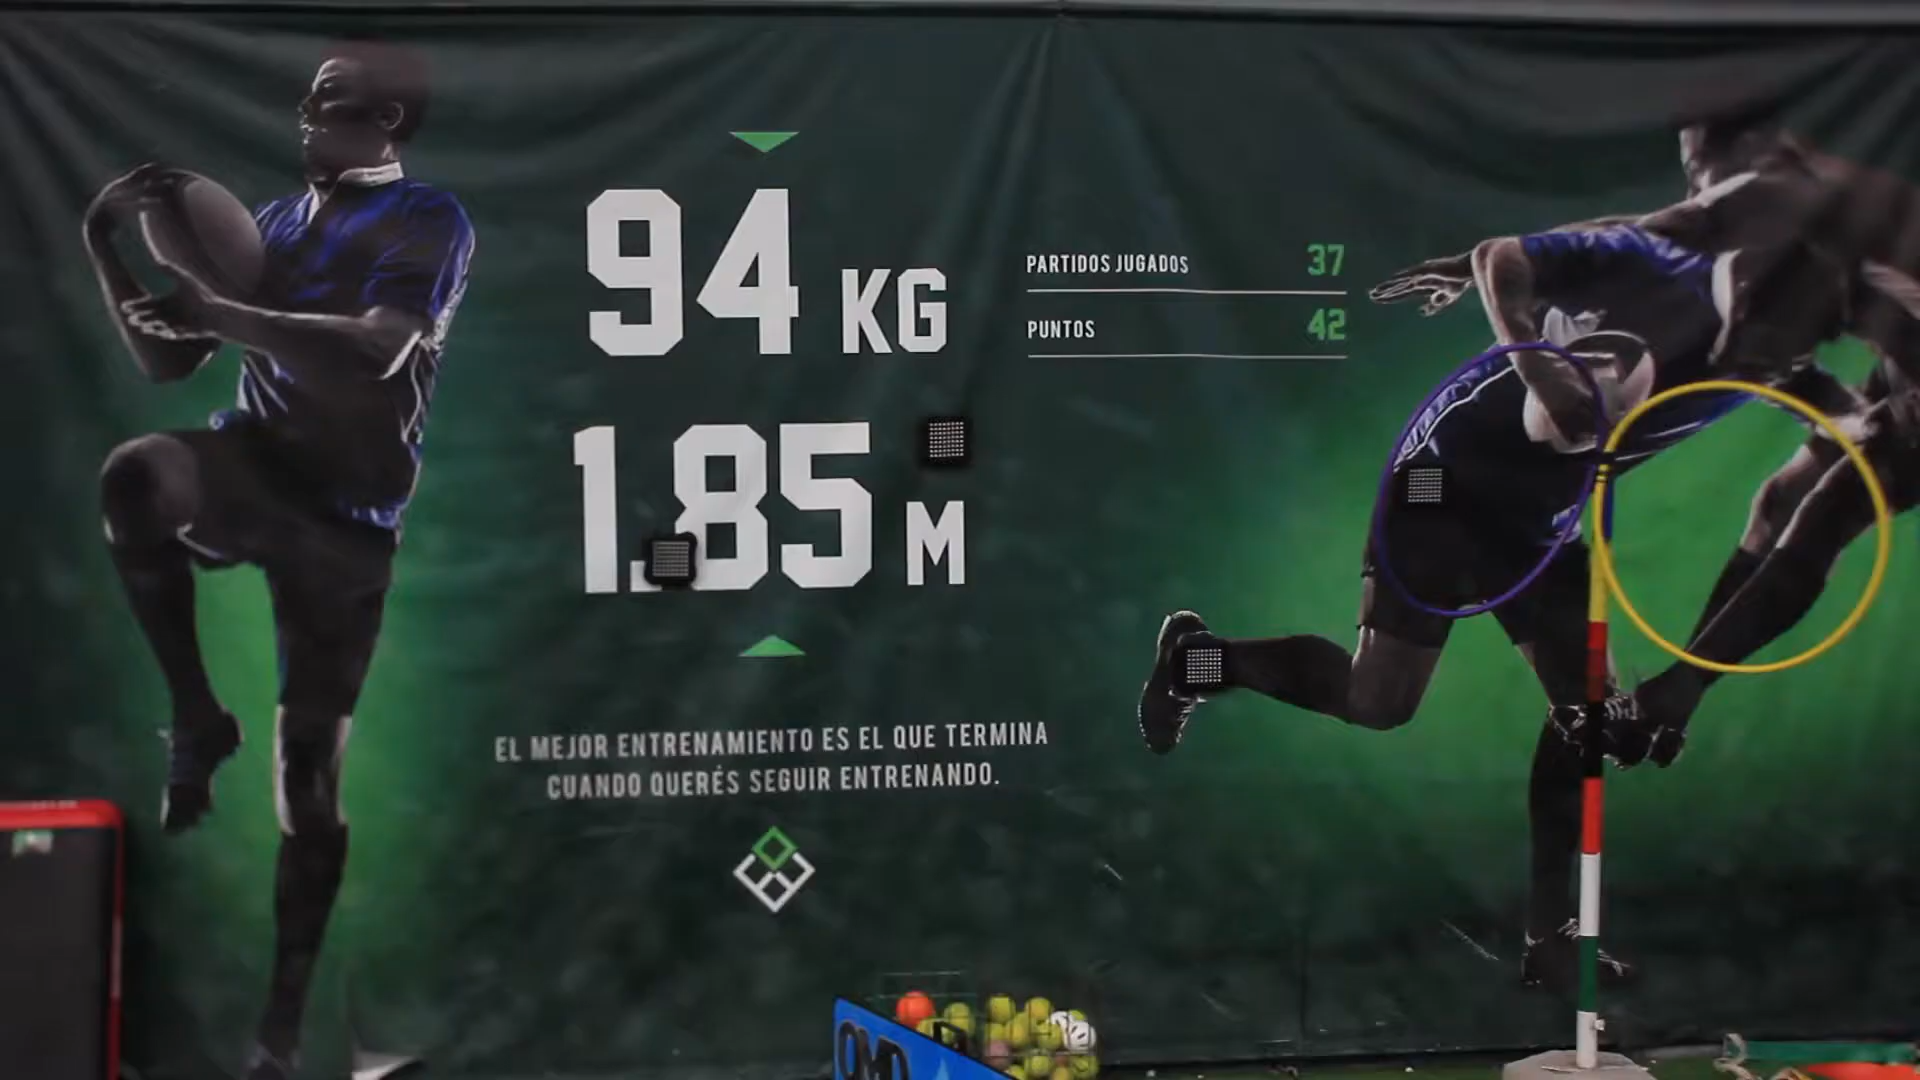 94 KG
1.85 M
PARTIDOS JUGADOS 37
PUNTOS 42
EL MEJOR ENTRENAMIENTO ES EL QUE TERMINA
CUANDO QUERÉS SEGUIR ENTRENANDO.